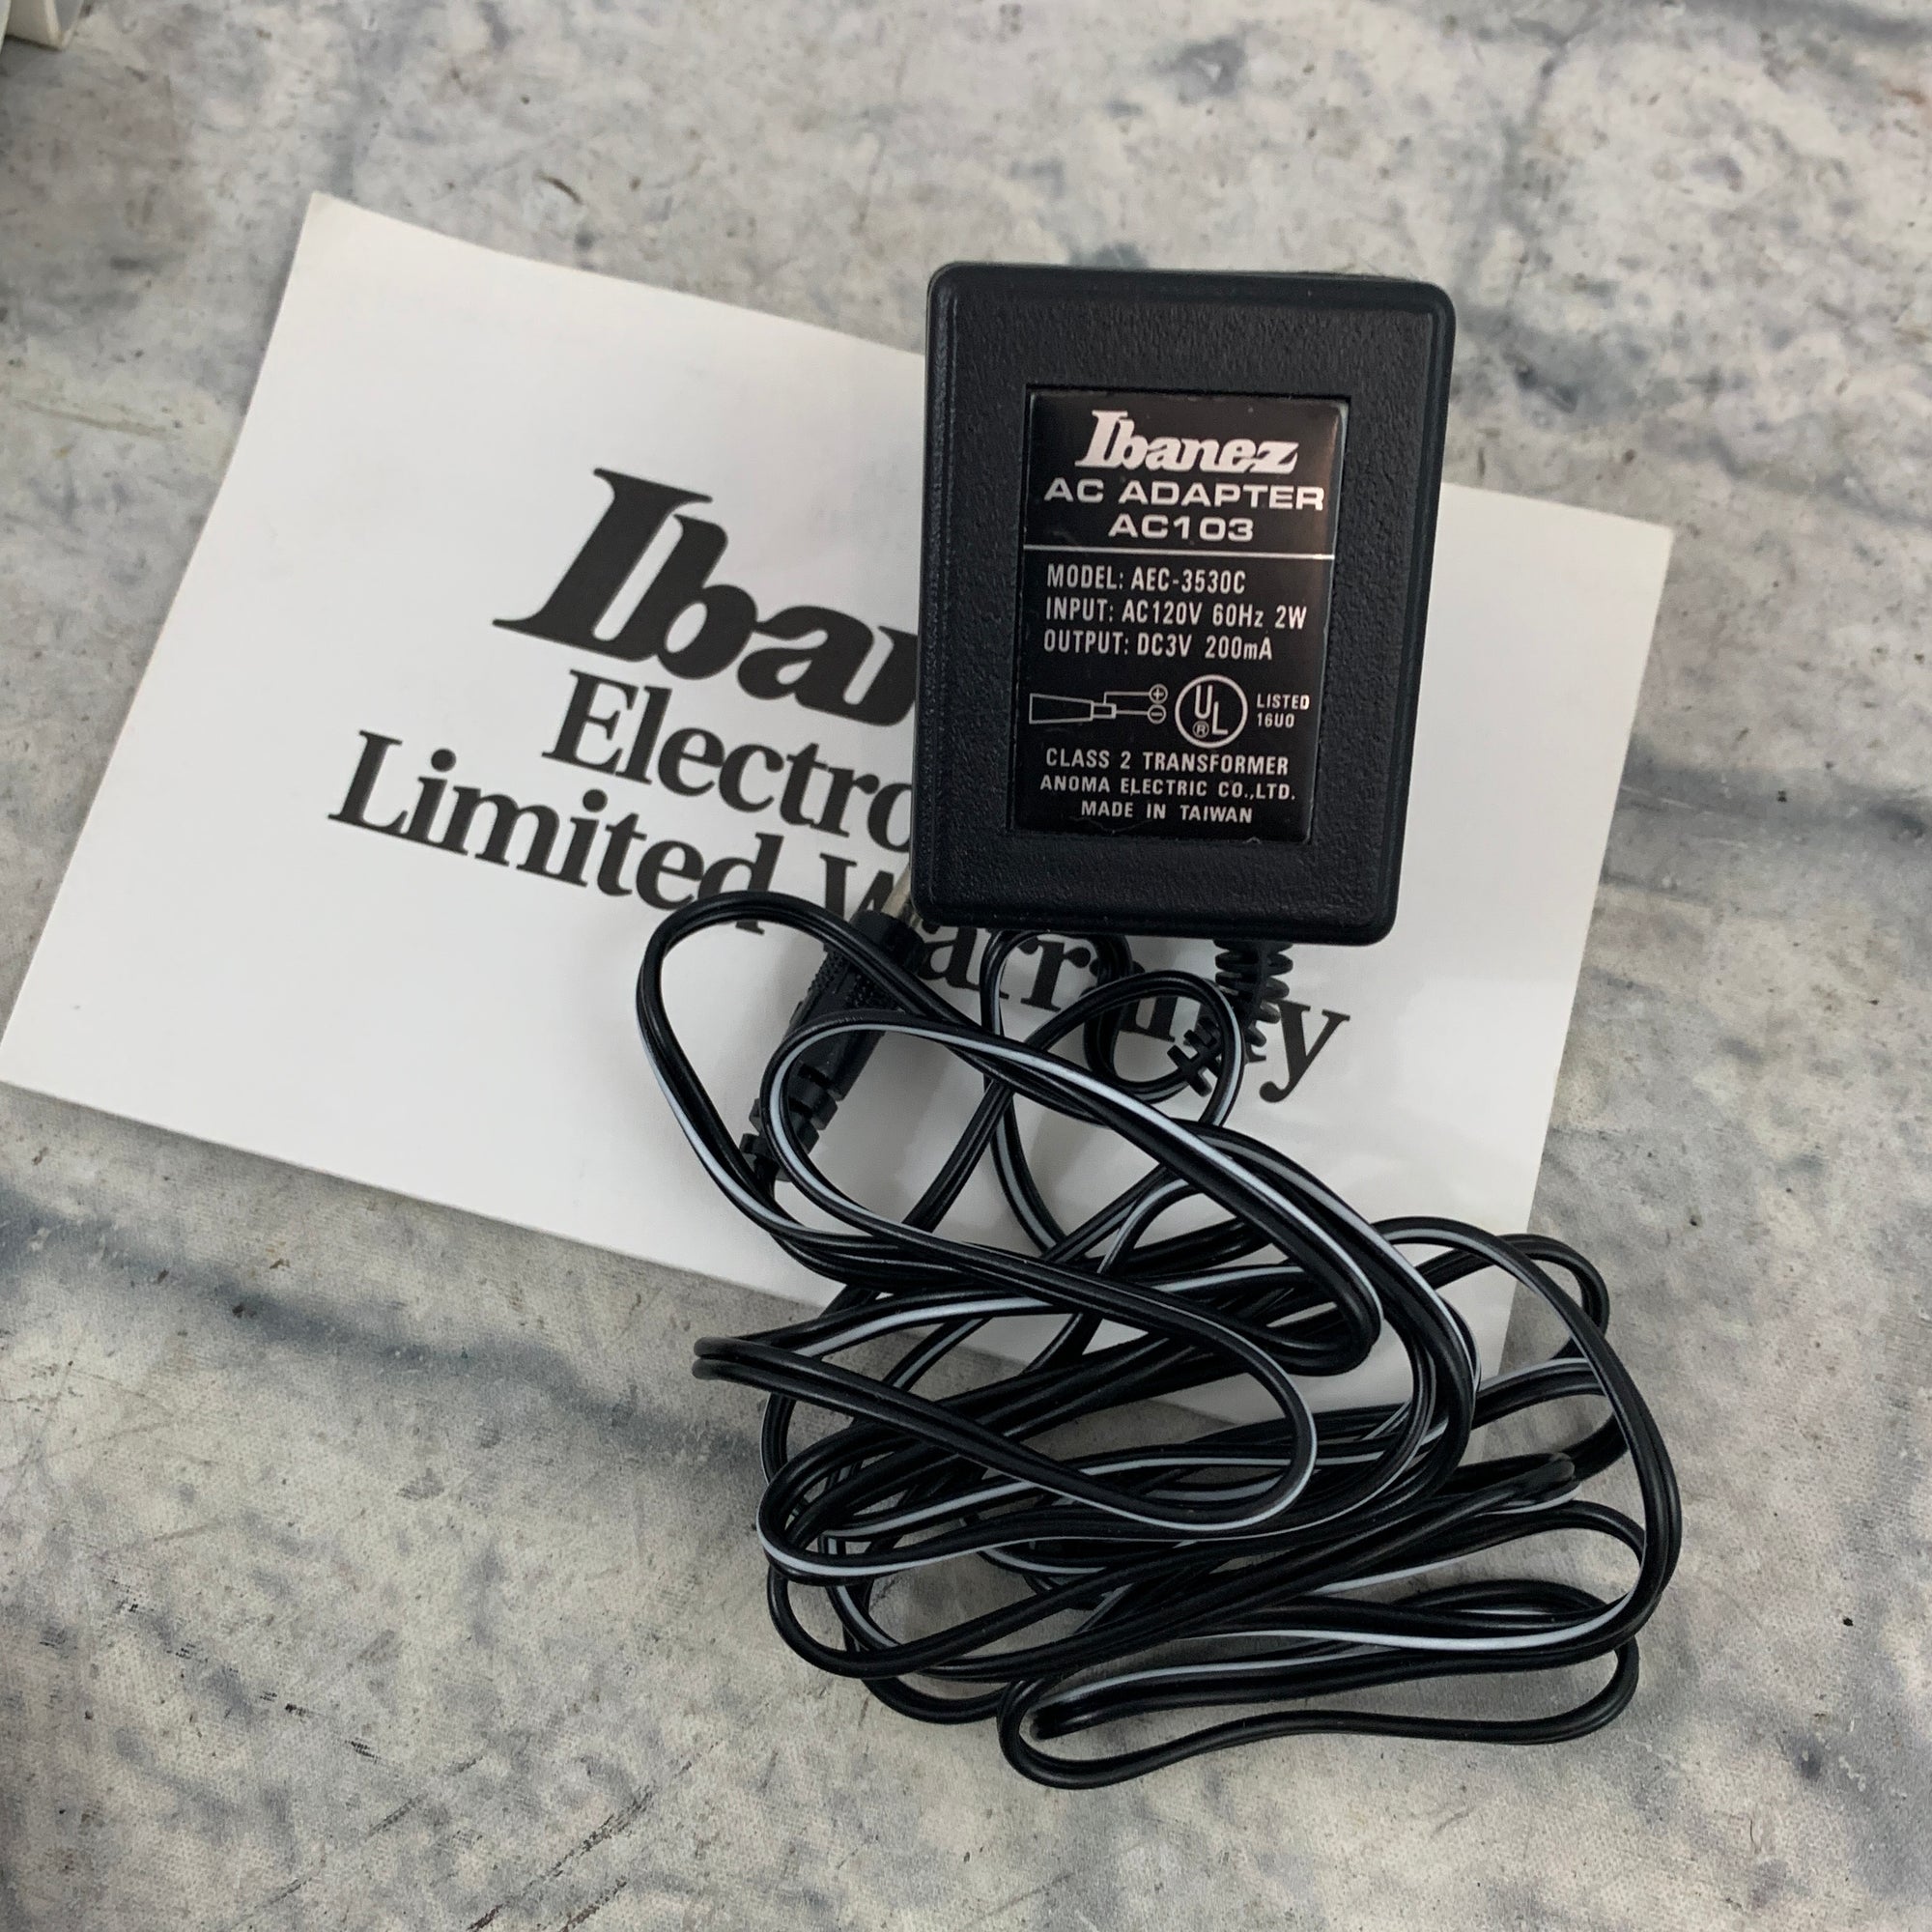 Ibanez
AC ADAPTER
AC103
MODEL: AEC-3530C
INPUT: AC120V 60Hz 2W
OUTPUT: DC3V 200mA
+
−
UL
®
LISTED
16U0
CLASS 2 TRANSFORMER
ANOMA ELECTRIC CO.,LTD.
MADE IN TAIWAN
Limited